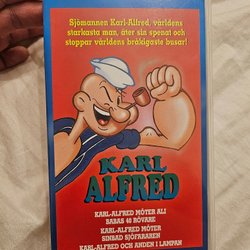 Sjömannen Karl-Alfred, världens
starkasta man, äter sin spenat och
stoppar världens bråkigaste busar!
KARL
ALFRED
KARL-ALFRED MÖTER ALI
BABAS 40 RÖVARE
KARL-ALFRED MÖTER
SINBAD SJÖFARAREN
KARL-ALFRED OCH ANDEN I LAMPAN